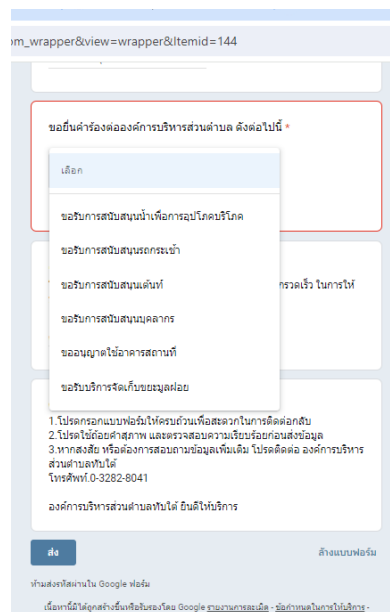 om_wrapper&view=wrapper&Itemid=144
ขอยื่นคำร้องต่อองค์การบริหารส่วนตำบล ดังต่อไปนี้ *
เลือก
ขอรับการสนับสนุนน้ำเพื่อการอุปโภคบริโภค
ขอรับการสนับสนุนรถกระเช้า
ขอรับการสนับสนุนเต้นท์
กรวดเร็ว ในการให้
ขอรับการสนับสนุนบุคลากร
ขออนุญาตใช้อาคารสถานที่
ขอรับบริการจัดเก็บขยะมูลฝอย
1.โปรดกรอกแบบฟอร์มให้ครบถ้วนเพื่อสะดวกในการติดต่อกลับ
2.โปรดใช้ถ้อยคำสุภาพ และตรวจสอบความเรียบร้อยก่อนส่งข้อมูล
3.หากสงสัย หรือต้องการสอบถามข้อมูลเพิ่มเติม โปรดติดต่อ องค์การบริหาร
ส่วนตำบลทับใต้
โทรศัพท์.0-3282-8041
องค์การบริหารส่วนตำบลทับใต้ ยินดีให้บริการ
ส่ง
ล้างแบบฟอร์ม
ห้ามส่งรหัสผ่านใน Google ฟอร์ม
เนื้อหานี้มิได้ถูกสร้างขึ้นหรือรับรองโดย Google รายงานการละเมิด - ข้อกำหนดในการให้บริการ -